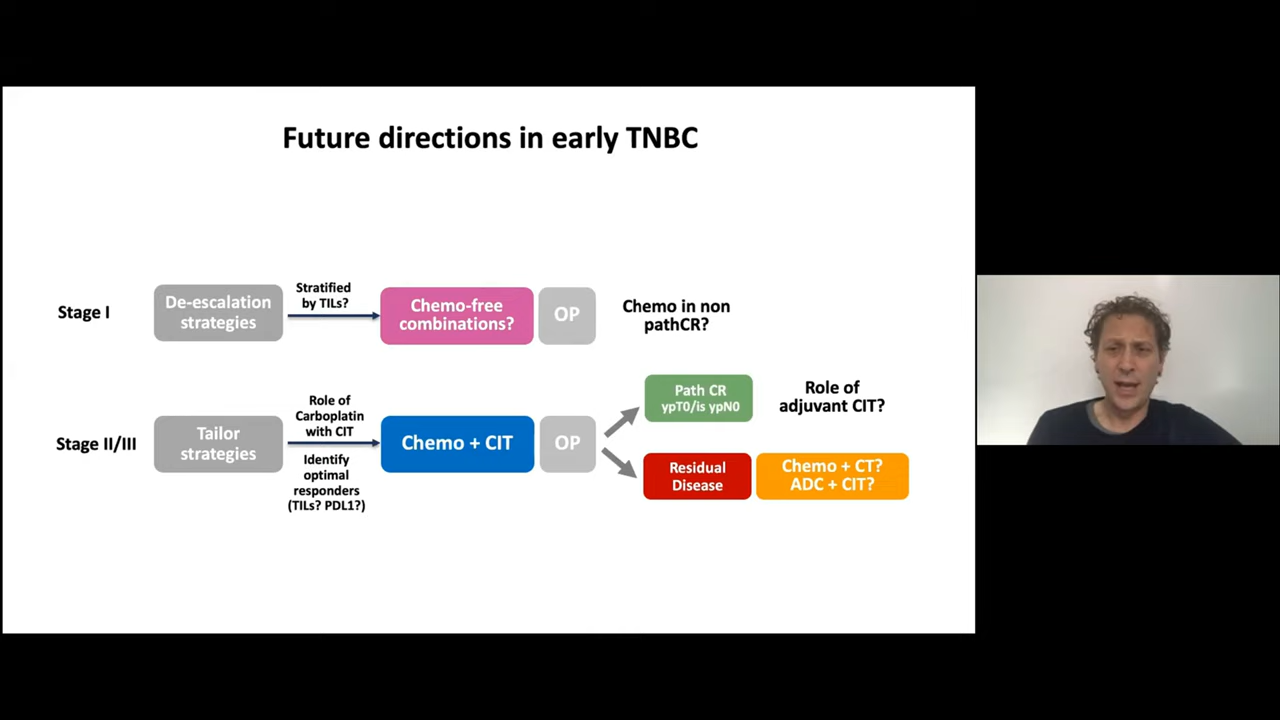 Future directions in early TNBC
Stage I
De-escalation
strategies
Stratified
by TILs?
Chemo-free
combinations?
OP
Chemo in non
pathCR?
Stage II/III
Tailor
strategies
Role of
Carboplatin
with CIT
Identify
optimal
responders
(TILs? PDL1?)
Chemo + CIT
OP
Path CR
ypT0/is ypN0
Role of
adjuvant CIT?
Residual
Disease
Chemo + CT?
ADC + CIT?